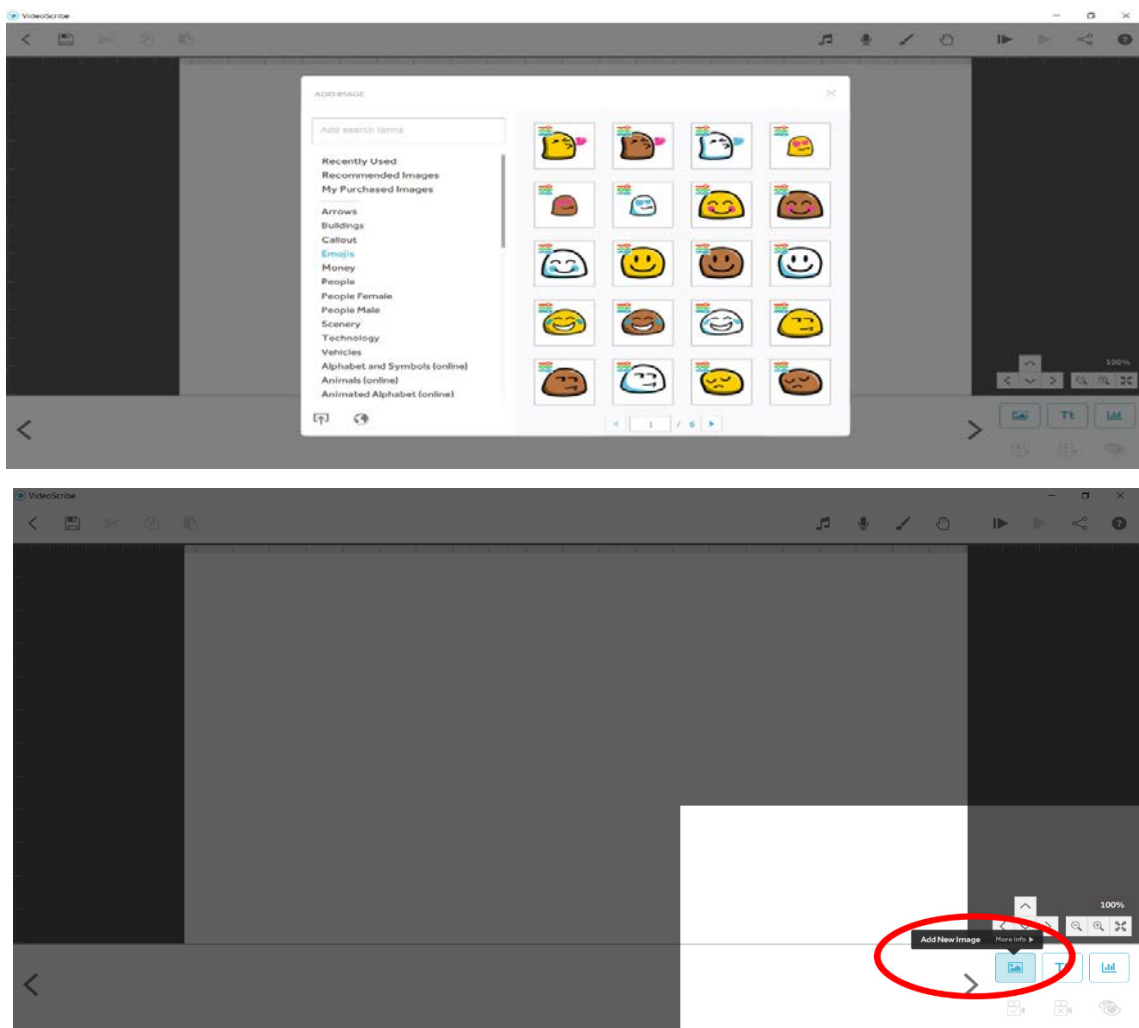 VideoScribe
ADD IMAGE
Add search terms
Recently Used
Recommended Images
My Purchased Images
Arrows
Buildings
Callout
Emojis
Money
People
People Female
People Male
Scenery
Technology
Vehicles
Alphabet and Symbols (online)
Animals (online)
Animated Alphabet (online)
1 / 6
100%
Tt
VideoScribe
100%
Add New Image More Info
T